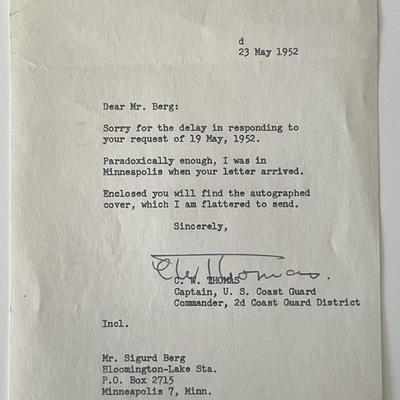 d
23 May 1952
Dear Mr. Berg:
Sorry for the delay in responding to
your request of 19 May, 1952.
Paradoxically enough, I was in
Minneapolis when your letter arrived.
Enclosed you will find the autographed
cover, which I am flattered to send.
Sincerely,
C. W. THOMAS
Captain, U. S. Coast Guard
Commander, 2d Coast Guard District
Incl.
Mr. Sigurd Berg
Bloomington-Lake Sta.
P.O. Box 2715
Minneapolis 7, Minn.